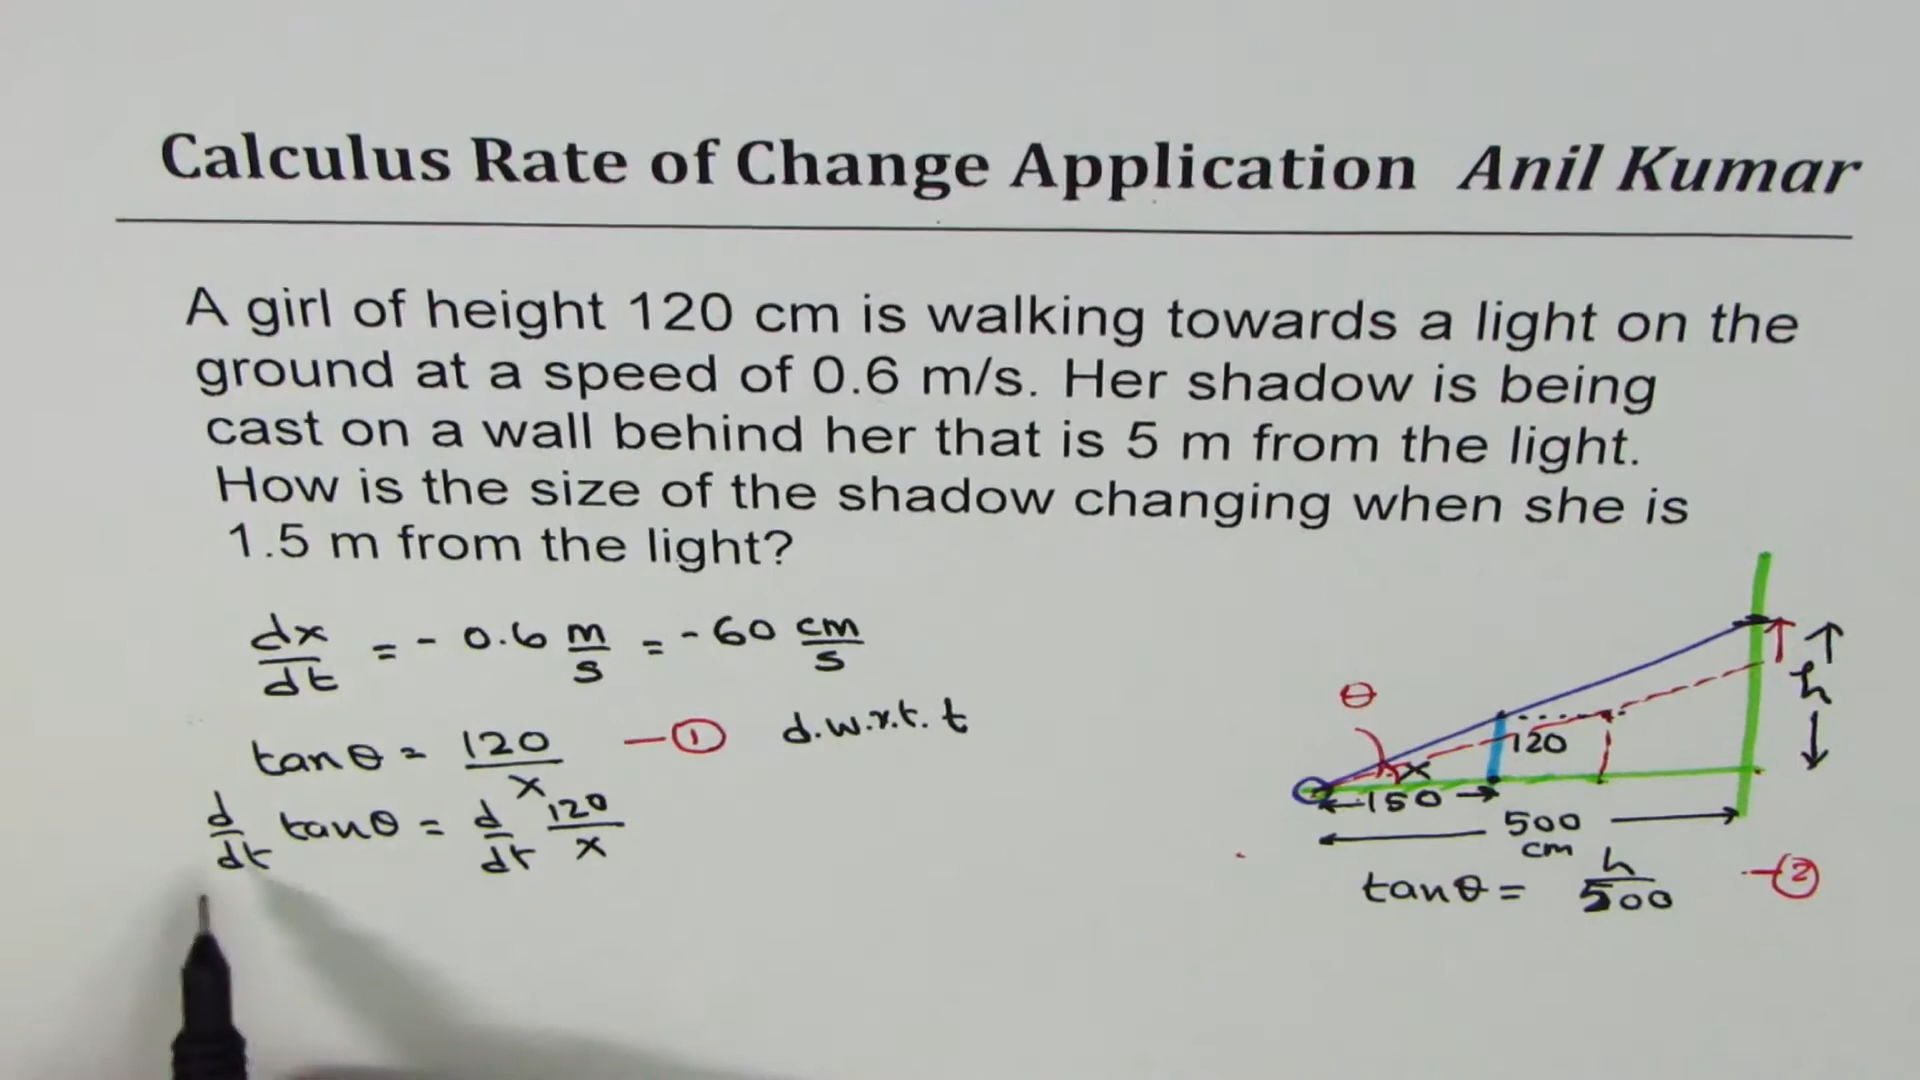 Calculus Rate of Change Application Anil Kumar
A girl of height 120 cm is walking towards a light on the
ground at a speed of 0.6 m/s. Her shadow is being
cast on a wall behind her that is 5 m from the light.
How is the size of the shadow changing when she is
1.5 m from the light?
dx/dt = - 0.6 m/s = -60 cm/s
tanθ = 120/x — ① d.w.r.t. t
d/dt tanθ = d/dt 120/x
θ
h
120
x
150
500
cm
tanθ = h/500 — ②